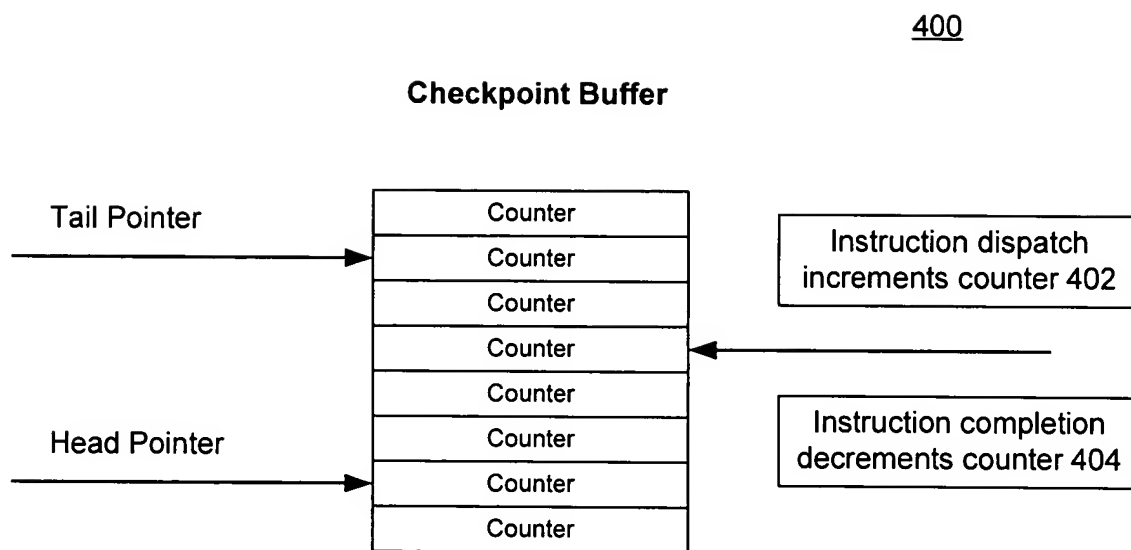 400
Checkpoint Buffer
Tail Pointer
Counter
Counter
Counter
Counter
Counter
Counter
Counter
Counter
Head Pointer
Instruction dispatch
increments counter 402
Instruction completion
decrements counter 404